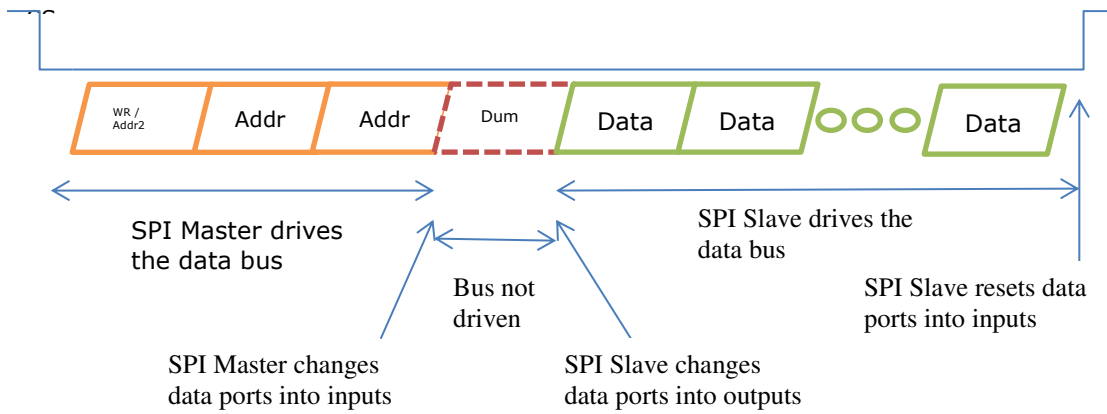 WR /
Addr2
Addr
Addr
Dum
Data
Data
Data
SPI Master drives
the data bus
SPI Slave drives the
data bus
Bus not
driven
SPI Slave resets data
ports into inputs
SPI Master changes
data ports into inputs
SPI Slave changes
data ports into outputs